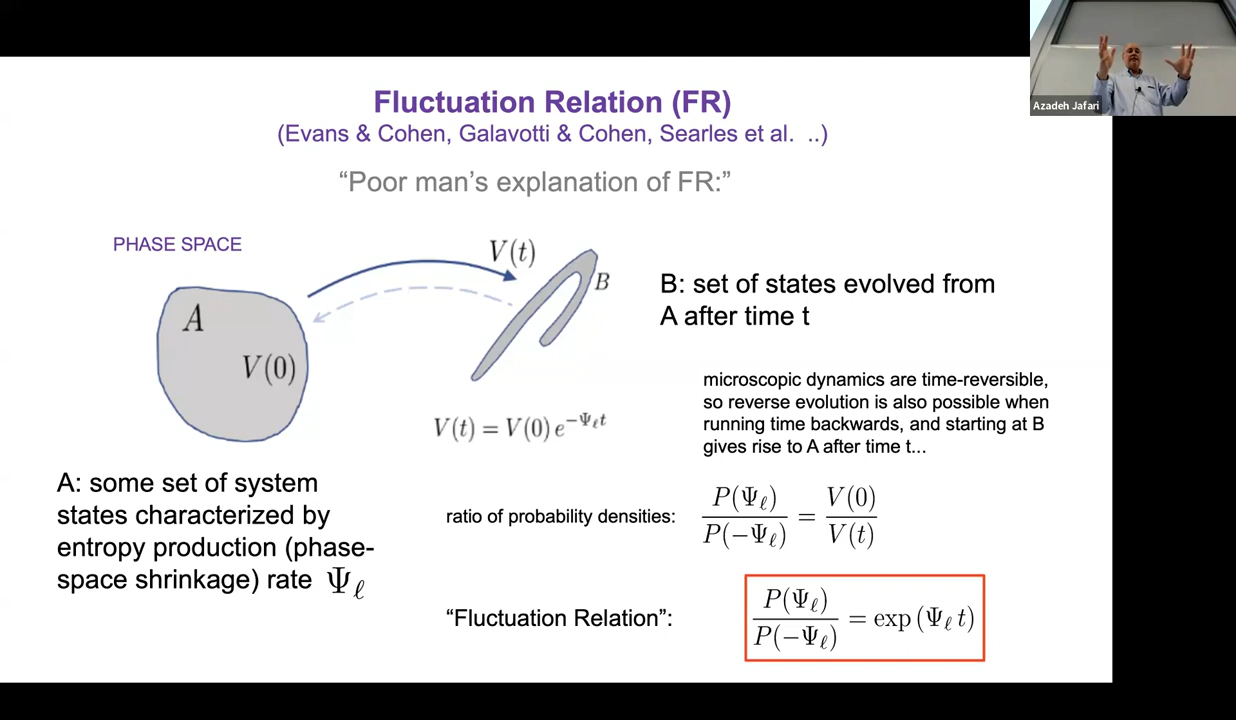 Fluctuation Relation (FR)
(Evans & Cohen, Galavotti & Cohen, Searles et al. ..)
“Poor man’s explanation of FR:”
Azadeh Jafari
PHASE SPACE
V(t)
B
A
V(0)
V(t) = V(0) e^{-Ψ_ℓ t}
B: set of states evolved from
A after time t
microscopic dynamics are time-reversible,
so reverse evolution is also possible when
running time backwards, and starting at B
gives rise to A after time t...
A: some set of system
states characterized by
entropy production (phase-
space shrinkage) rate Ψ_ℓ
ratio of probability densities: P(Ψ_ℓ) / P(−Ψ_ℓ) = V(0) / V(t)
“Fluctuation Relation”: P(Ψ_ℓ) / P(−Ψ_ℓ) = exp (Ψ_ℓ t)